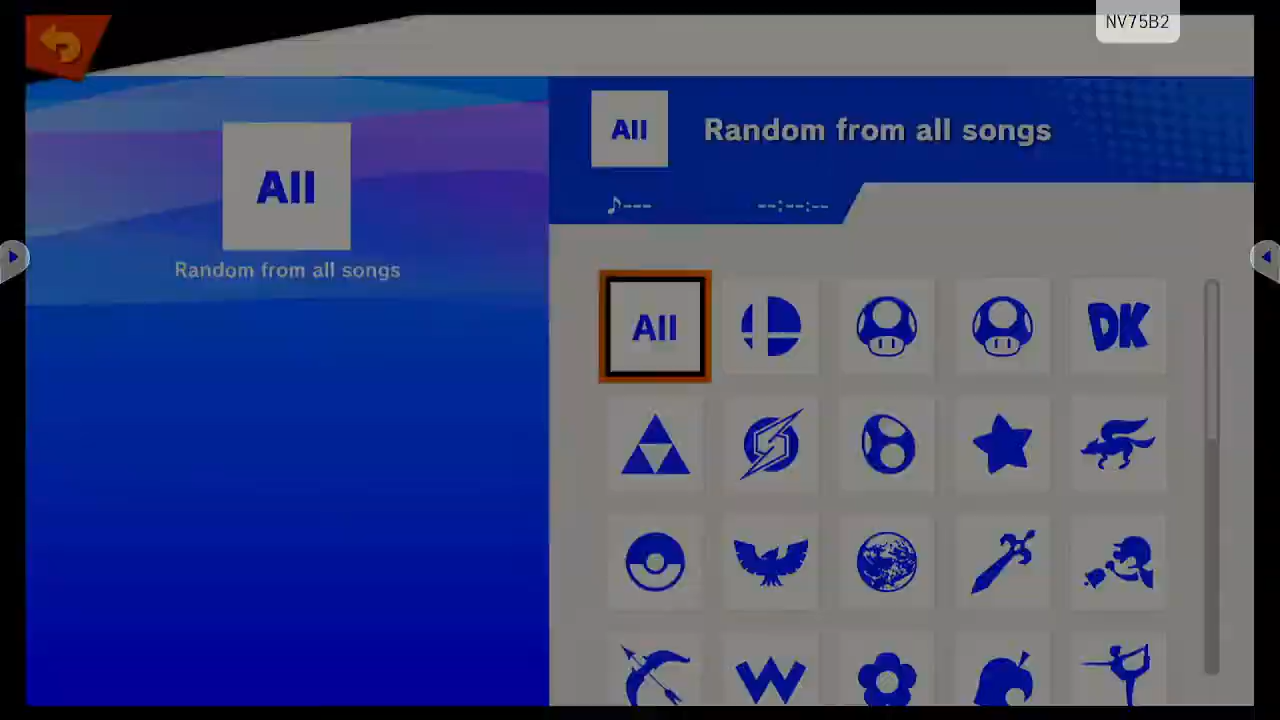 NV75B2
All
Random from all songs
All
Random from all songs
♪---
--:--:--
All
DK
W